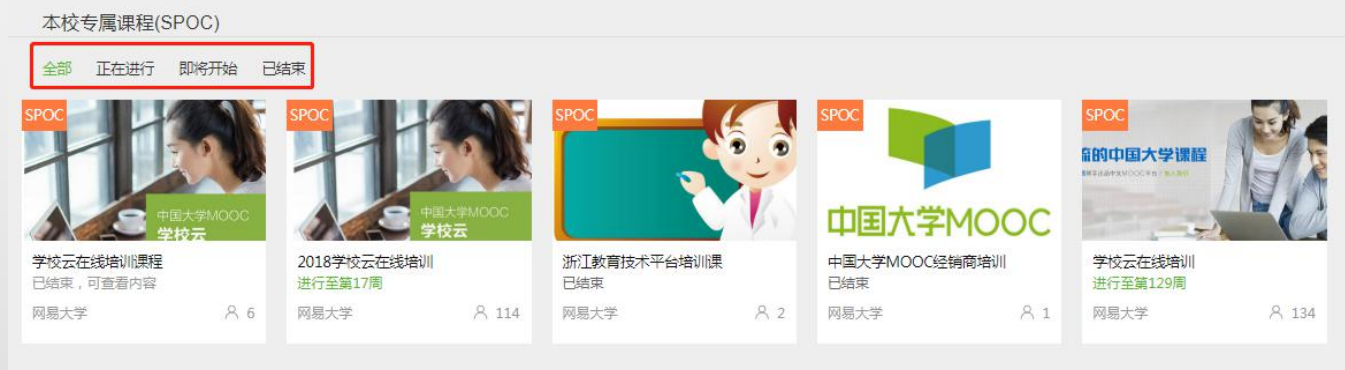 本校专属课程(SPOC)
全部 正在进行 即将开始 已结束
SPOC
中国大学MOOC
学校云
学校云在线培训课程
已结束，可查看内容
网易大学 6
SPOC
中国大学MOOC
学校云
2018学校云在线培训
进行至第17周
网易大学 114
SPOC
浙江教育技术平台培训课
已结束
网易大学 2
SPOC
中国大学MOOC
中国大学MOOC经销商培训
已结束
网易大学 1
SPOC
流的中国大学课程
学校云在线培训
进行至第129周
网易大学 134